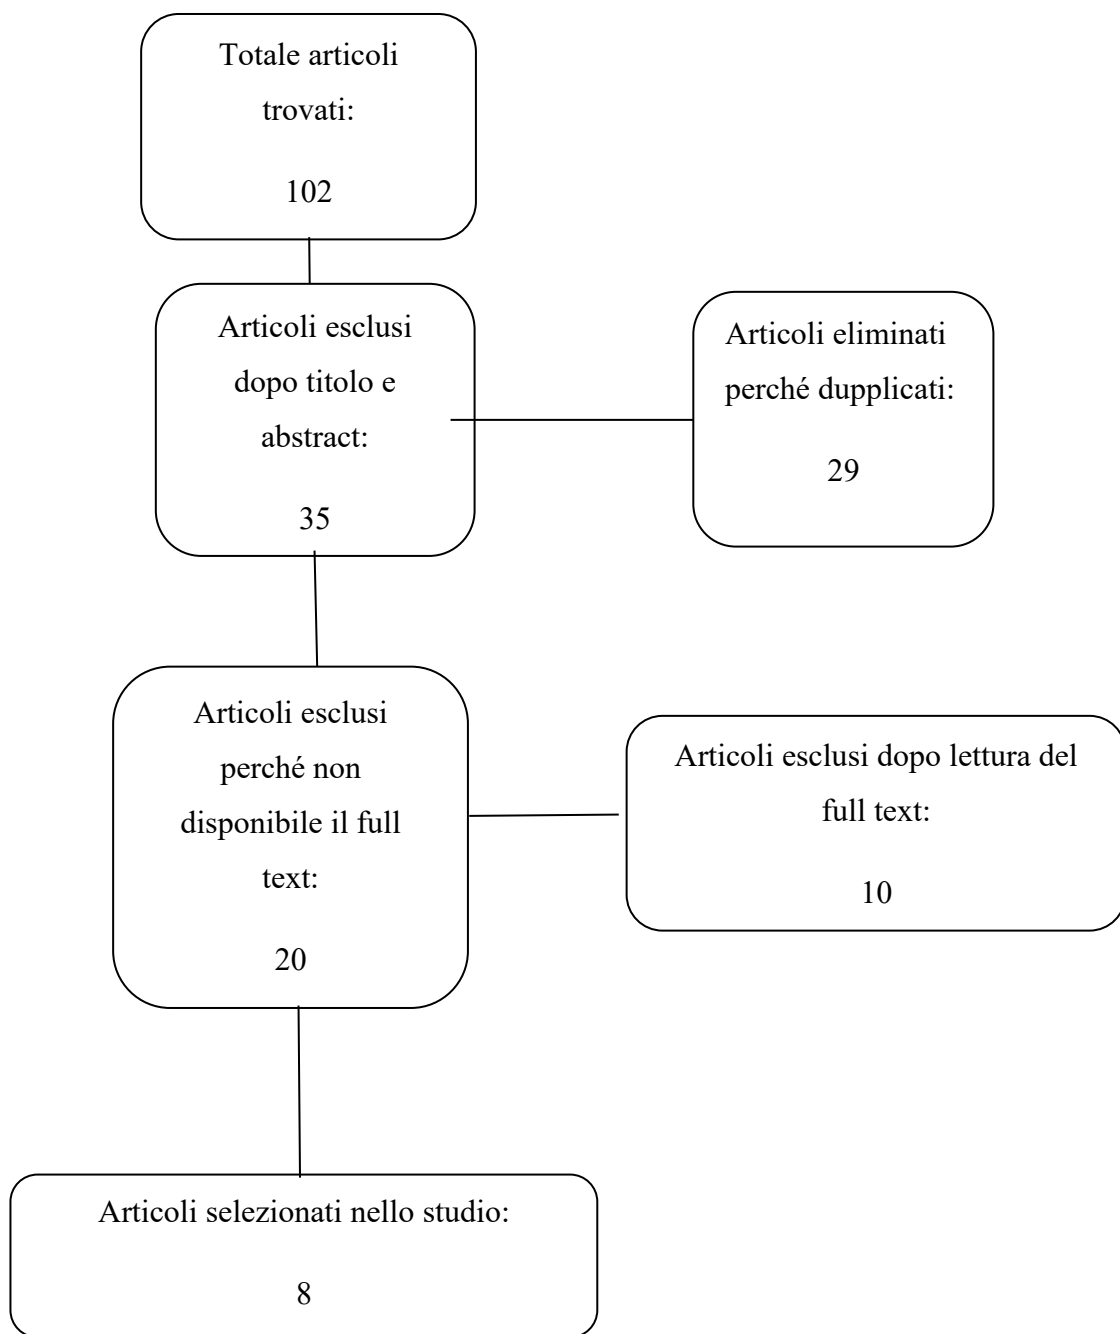 Totale articoli
trovati:
102
Articoli esclusi
dopo titolo e
abstract:
35
Articoli eliminati
perché dupplicati:
29
Articoli esclusi
perché non
disponibile il full
text:
20
Articoli esclusi dopo lettura del
full text:
10
Articoli selezionati nello studio:
8